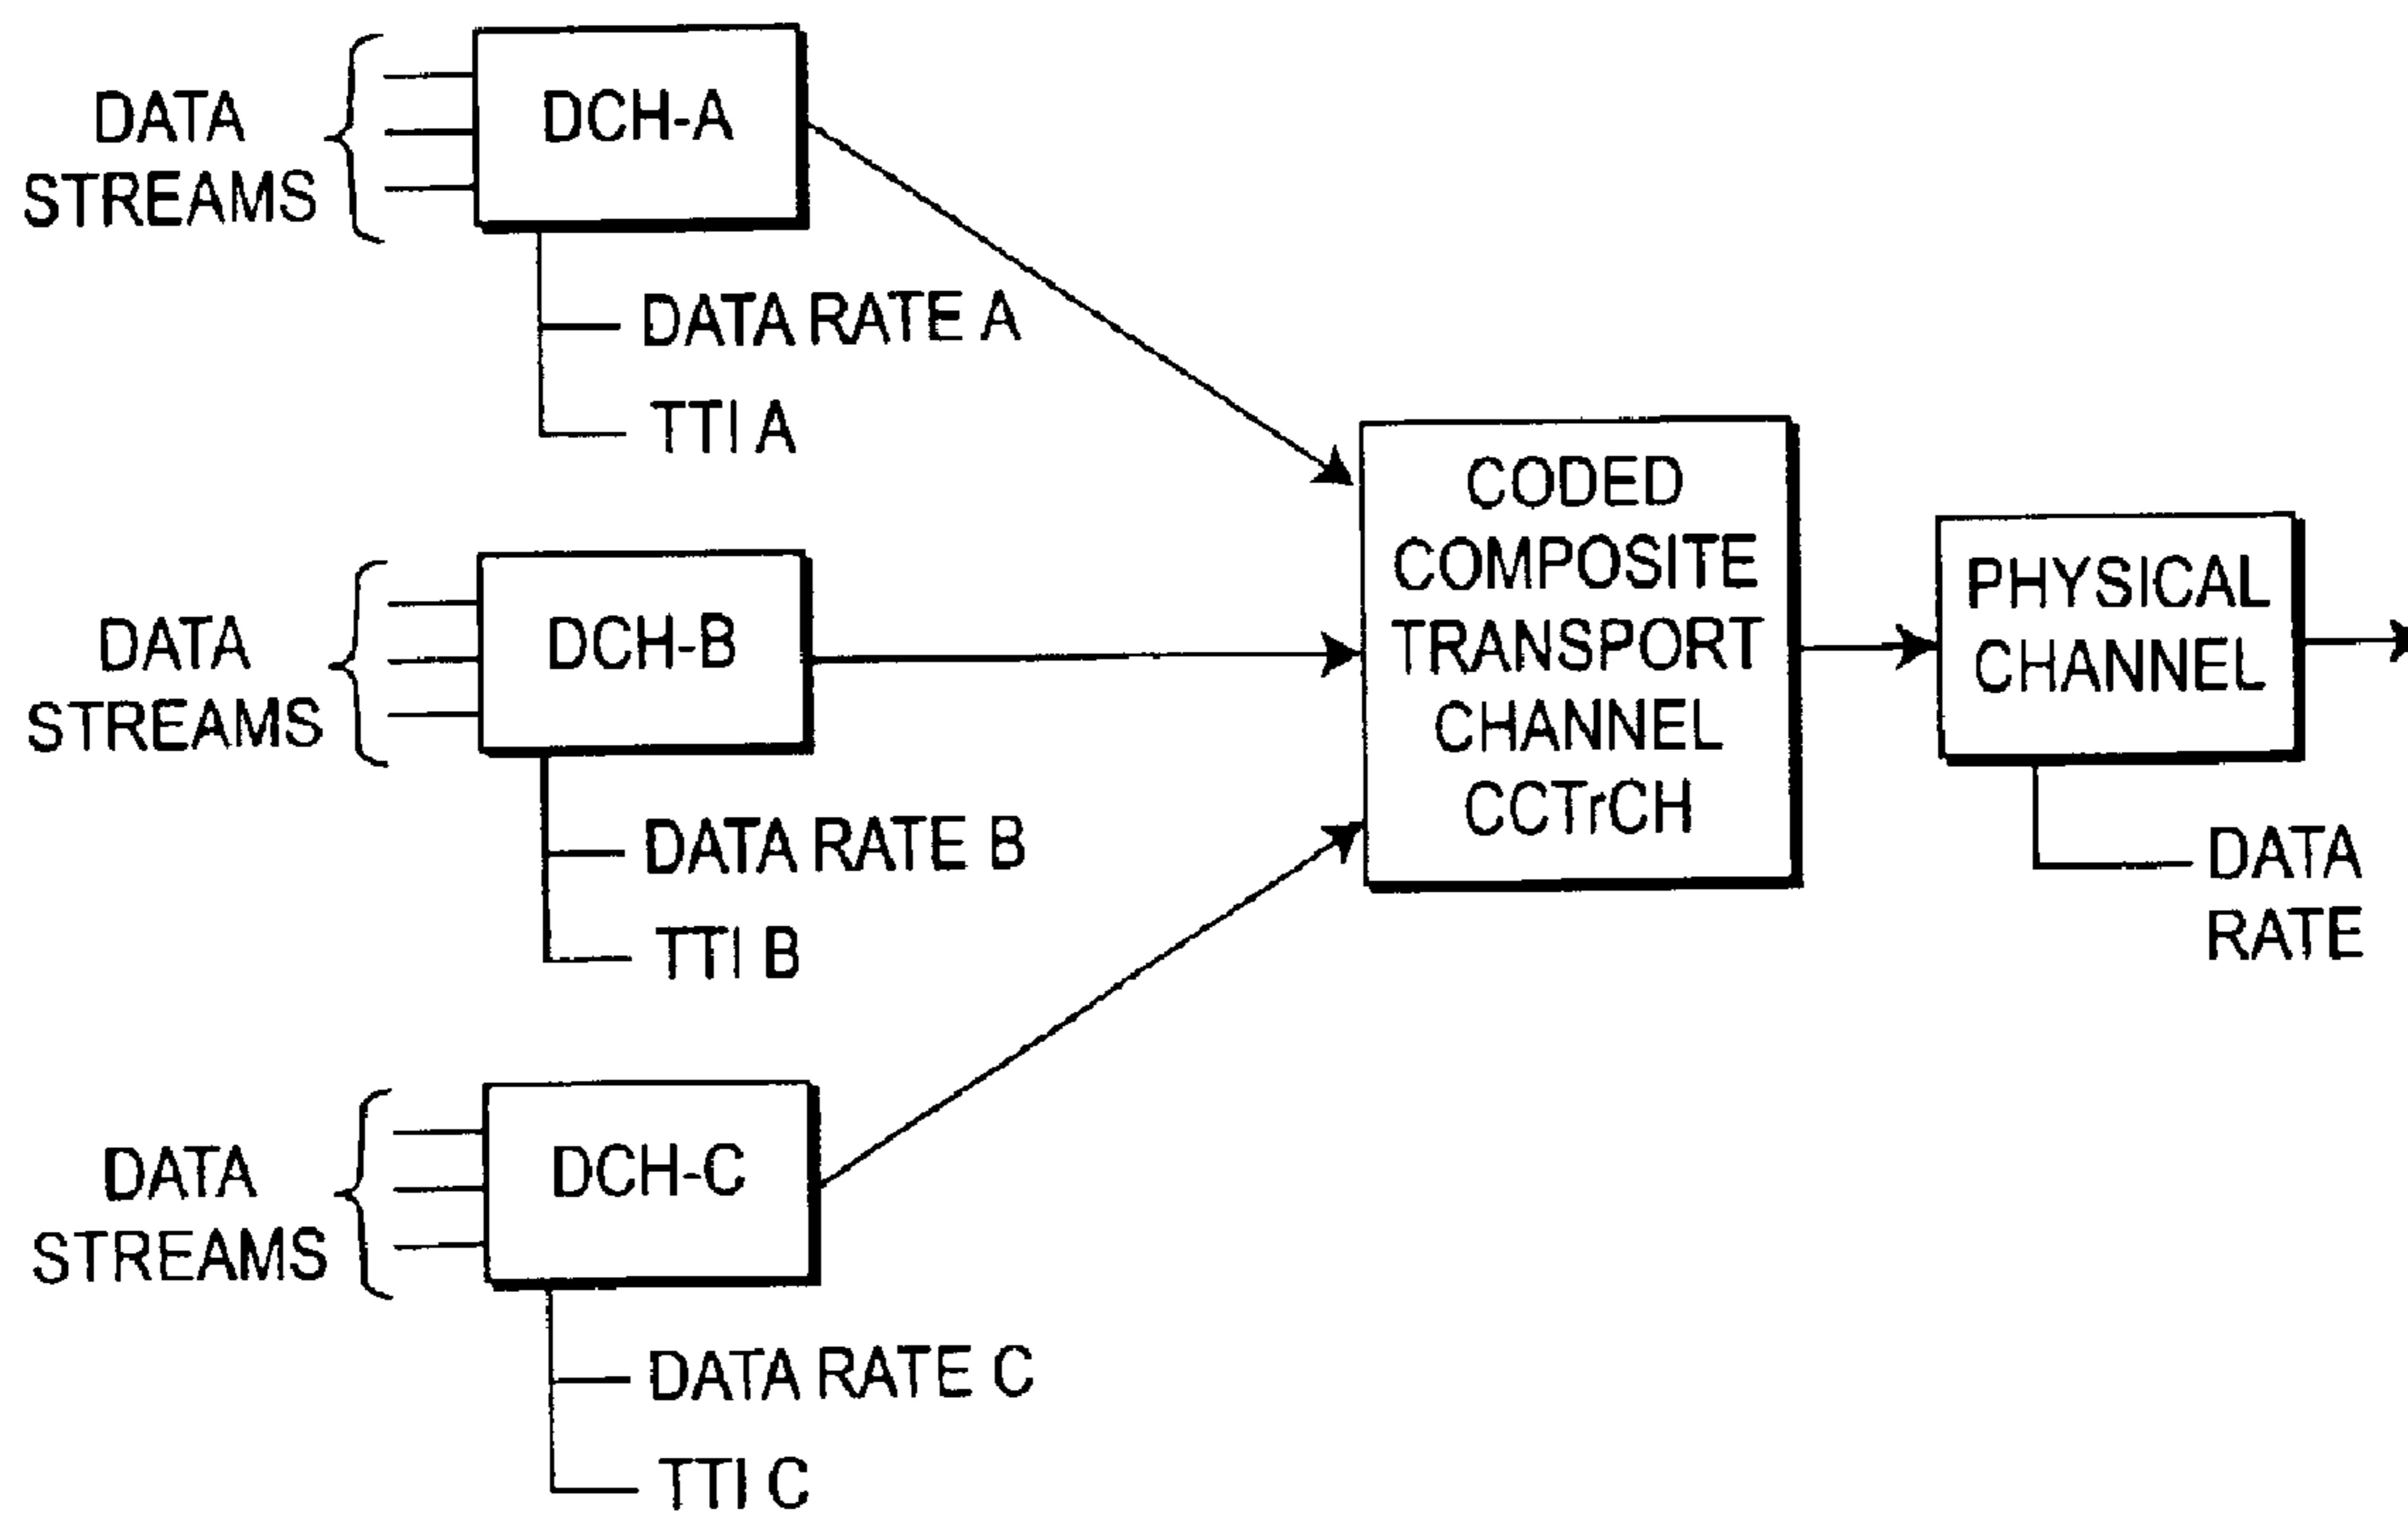 DATA
STREAMS
DCH-A
DATA RATE A
TTI A
DATA
STREAMS
DCH-B
DATA RATE B
TTI B
DATA
STREAMS
DCH-C
DATA RATE C
TTI C
CODED
COMPOSITE
TRANSPORT
CHANNEL
CCTrCH
PHYSICAL
CHANNEL
DATA
RATE